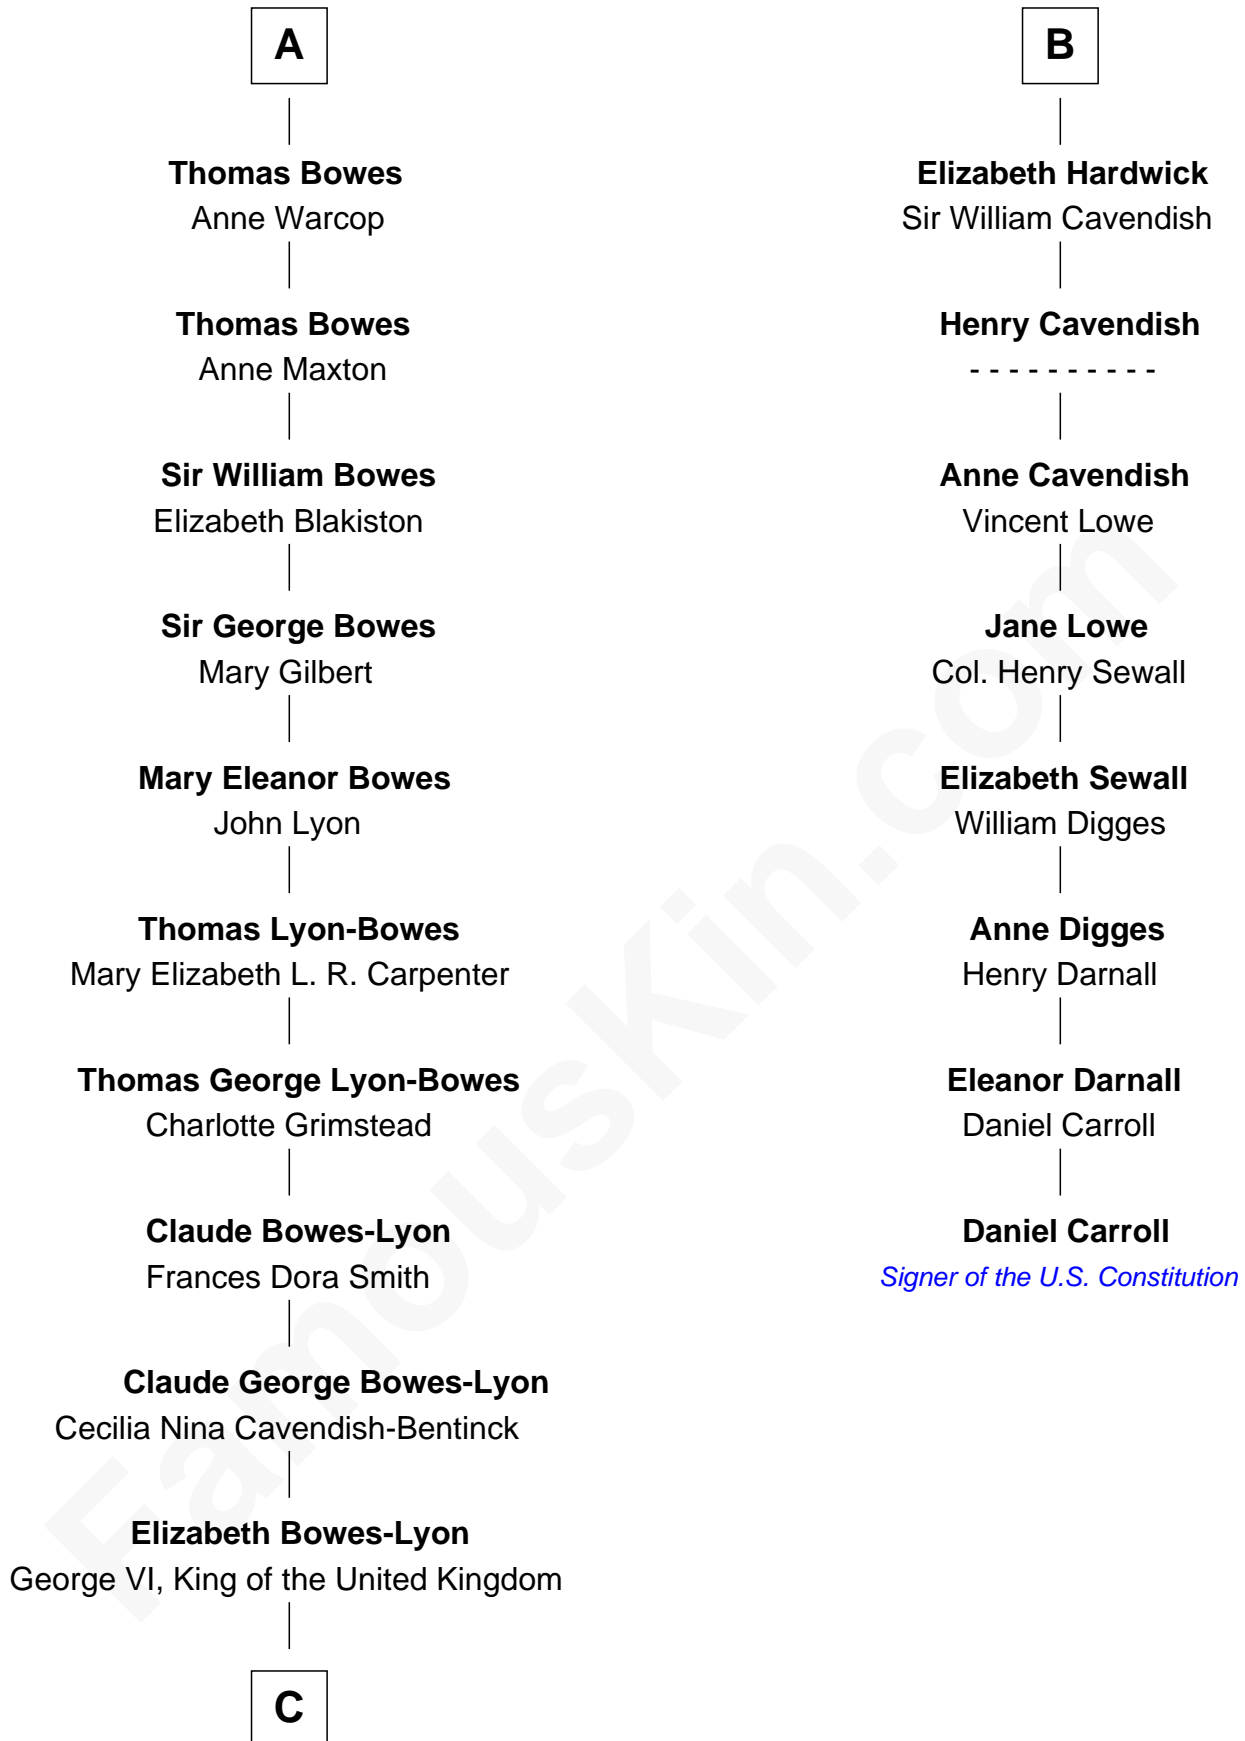 A
Thomas Bowes
Anne Warcop
Thomas Bowes
Anne Maxton
Sir William Bowes
Elizabeth Blakiston
Sir George Bowes
Mary Gilbert
Mary Eleanor Bowes
John Lyon
Thomas Lyon-Bowes
Mary Elizabeth L. R. Carpenter
Thomas George Lyon-Bowes
Charlotte Grimstead
Claude Bowes-Lyon
Frances Dora Smith
Claude George Bowes-Lyon
Cecilia Nina Cavendish-Bentinck
Elizabeth Bowes-Lyon
George VI, King of the United Kingdom
C
B
Elizabeth Hardwick
Sir William Cavendish
Henry Cavendish
- - - - - - - - - -
Anne Cavendish
Vincent Lowe
Jane Lowe
Col. Henry Sewall
Elizabeth Sewall
William Digges
Anne Digges
Henry Darnall
Eleanor Darnall
Daniel Carroll
Daniel Carroll
Signer of the U.S. Constitution
FamousKin.com